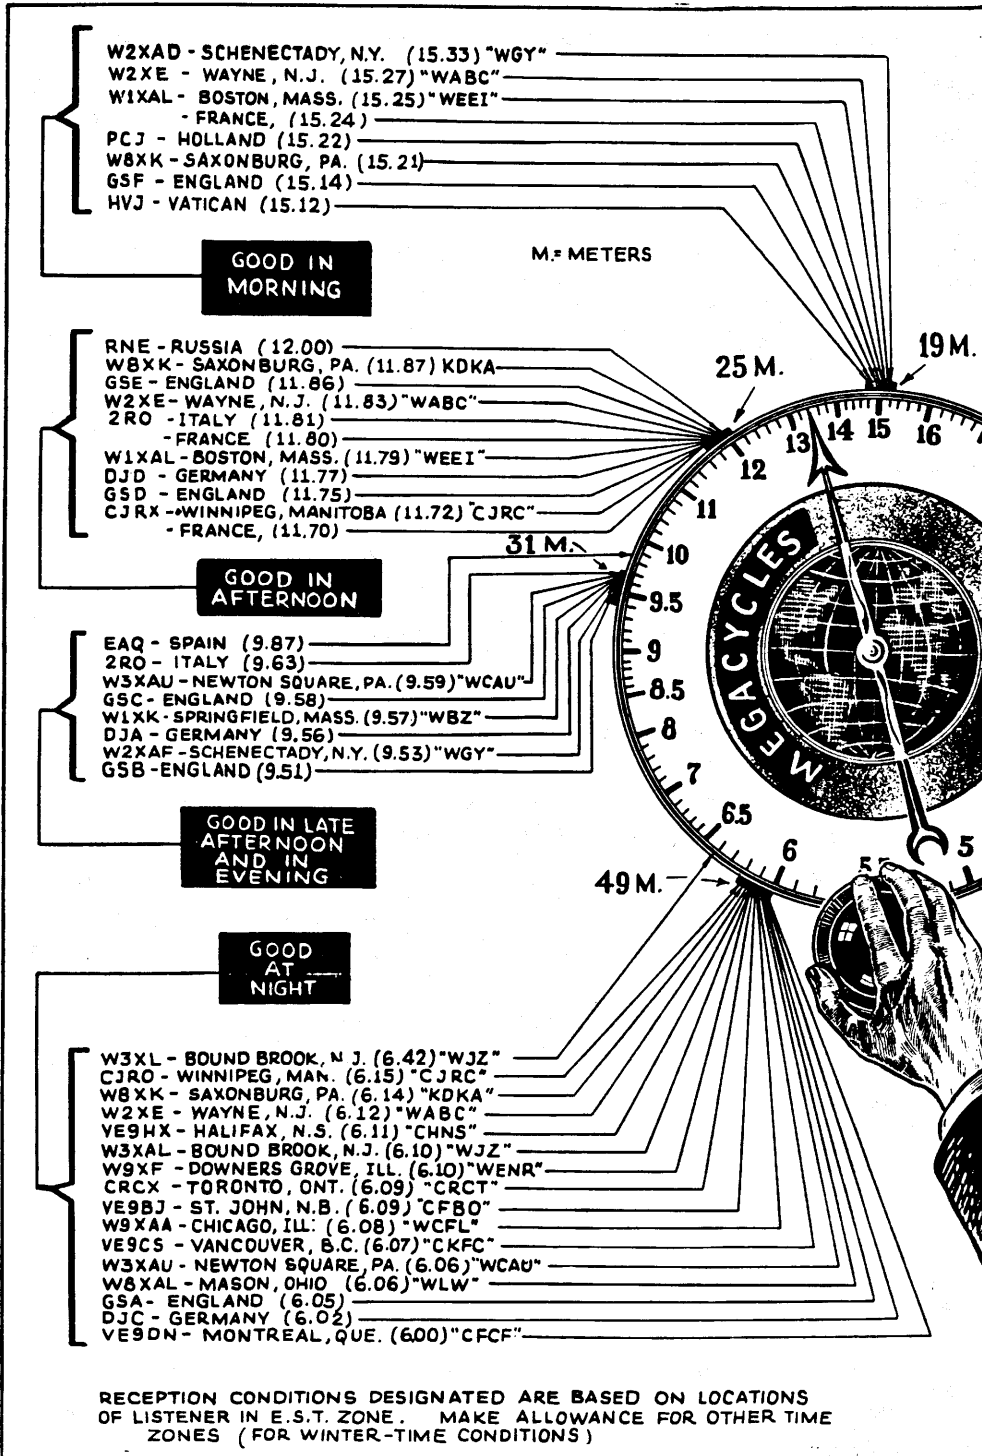 W2XAD - SCHENECTADY, N.Y. (15.33) "WGY"
W2XE - WAYNE, N.J. (15.27) "WABC"
W1XAL - BOSTON, MASS. (15.25) "WEEI"
- FRANCE, (15.24)
PCJ - HOLLAND (15.22)
W8XK - SAXONBURG, PA. (15.21)
GSF - ENGLAND (15.14)
HVJ - VATICAN (15.12)
GOOD IN
MORNING
M.= METERS
RNE - RUSSIA (12.00)
W8XK - SAXONBURG, PA. (11.87) KDKA
GSE - ENGLAND (11.86)
W2XE - WAYNE, N.J. (11.83) "WABC"
2RO - ITALY (11.81)
- FRANCE (11.80)
W1XAL - BOSTON, MASS. (11.79) "WEEI"
DJD - GERMANY (11.77)
GSD - ENGLAND (11.75)
CJRX - WINNIPEG, MANITOBA (11.72) "CJRC"
- FRANCE, (11.70)
GOOD IN
AFTERNOON
EAQ - SPAIN (9.87)
2RO - ITALY (9.63)
W3XAU - NEWTON SQUARE, PA. (9.59) "WCAU"
GSC - ENGLAND (9.58)
W1XK - SPRINGFIELD, MASS. (9.57) "WBZ"
DJA - GERMANY (9.56)
W2XAF - SCHENECTADY, N.Y. (9.53) "WGY"
GSB - ENGLAND (9.51)
GOOD IN LATE
AFTERNOON
AND IN
EVENING
19 M.
25 M.
31 M.
49 M.
16
15
14
13
12
11
10
9.5
9
8.5
8
7
6.5
6
5
MEGACYCLES
GOOD
AT
NIGHT
W3XL - BOUND BROOK, N J. (6.42) "WJZ"
CJRO - WINNIPEG, MAN. (6.15) "CJRC"
W8XK - SAXONBURG, PA. (6.14) "KDKA"
W2XE - WAYNE, N.J. (6.12) "WABC"
VE9HX - HALIFAX, N.S. (6.11) "CHNS"
W3XAL - BOUND BROOK, N.J. (6.10) "WJZ"
W9XF - DOWNERS GROVE, ILL. (6.10) "WENR"
CRCX - TORONTO, ONT. (6.09) "CRCT"
VE9BJ - ST. JOHN, N.B. (6.09) "CFBO"
W9XAA - CHICAGO, ILL: (6.08) "WCFL"
VE9CS - VANCOUVER, B.C. (6.07) "CKFC"
W3XAU - NEWTON SQUARE, PA. (6.06) "WCAU"
W8XAL - MASON, OHIO (6.06) "WLW"
GSA - ENGLAND (6.05)
DJC - GERMANY (6.02)
VE9DN - MONTREAL, QUE. (6.00) "CFCF"
RECEPTION CONDITIONS DESIGNATED ARE BASED ON LOCATIONS
OF LISTENER IN E.S.T. ZONE. MAKE ALLOWANCE FOR OTHER TIME
ZONES (FOR WINTER-TIME CONDITIONS)